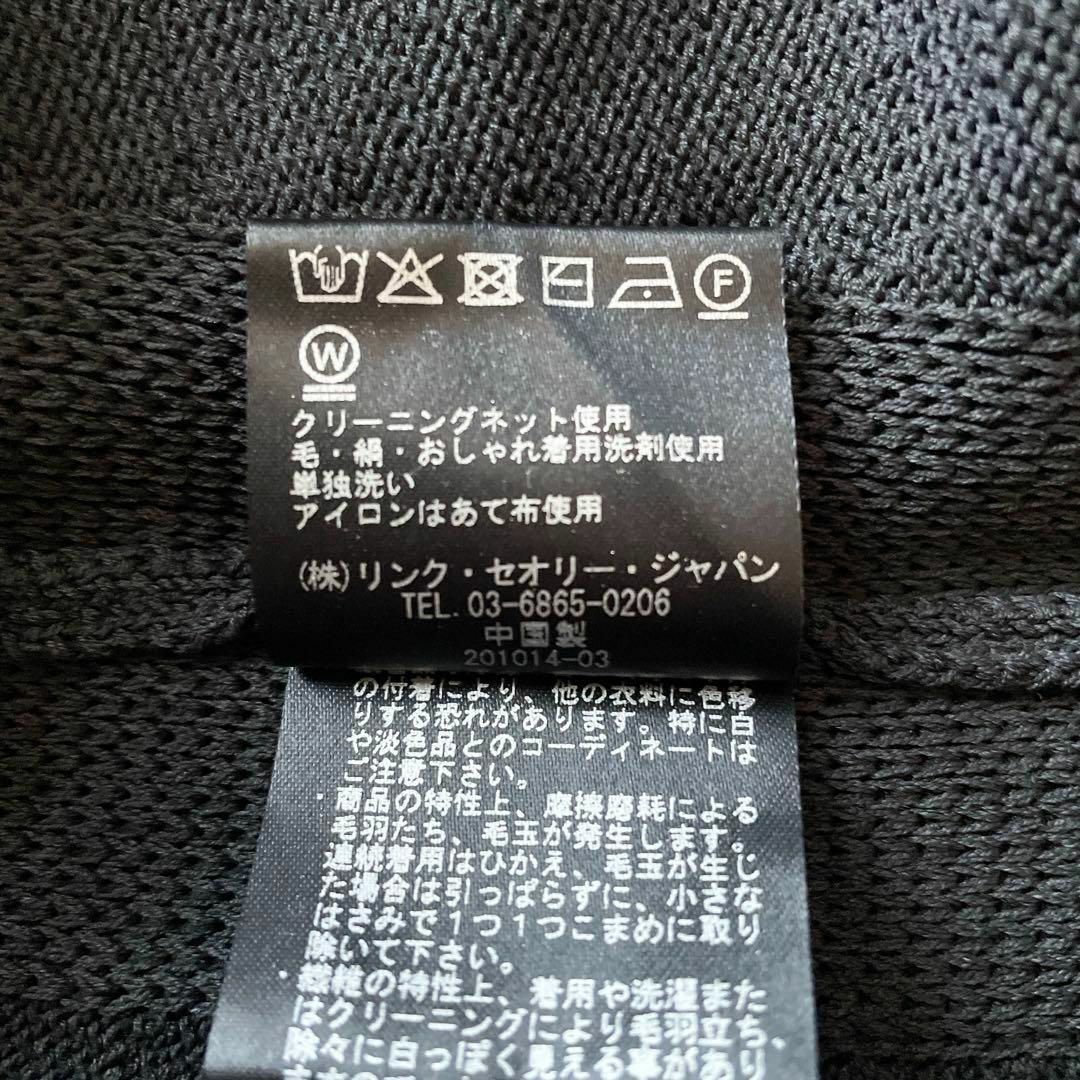 F
W
クリーニングネット使用
毛・絹・おしゃれ着用洗剤使用
単独洗い
アイロンはあて布使用
(株)リンク・セオリー・ジャパン
TEL. 03-6865-0206
中国製
201014-03
の付着により、他の衣料に色移
りする恐れがあります。特に白
や淡色品とのコーディネートは
ご注意下さい。
・商品の特性上、摩擦磨耗による
毛羽たち、毛玉が発生します。
連続着用はひかえ、毛玉が生じ
た場合は引っぱらずに、小さな
はさみで1つ1つこまめに取り
除いて下さい。
・繊維の特性上、着用や洗濯また
はクリーニングにより毛羽立ち、
除々に白っぽく見える事があり